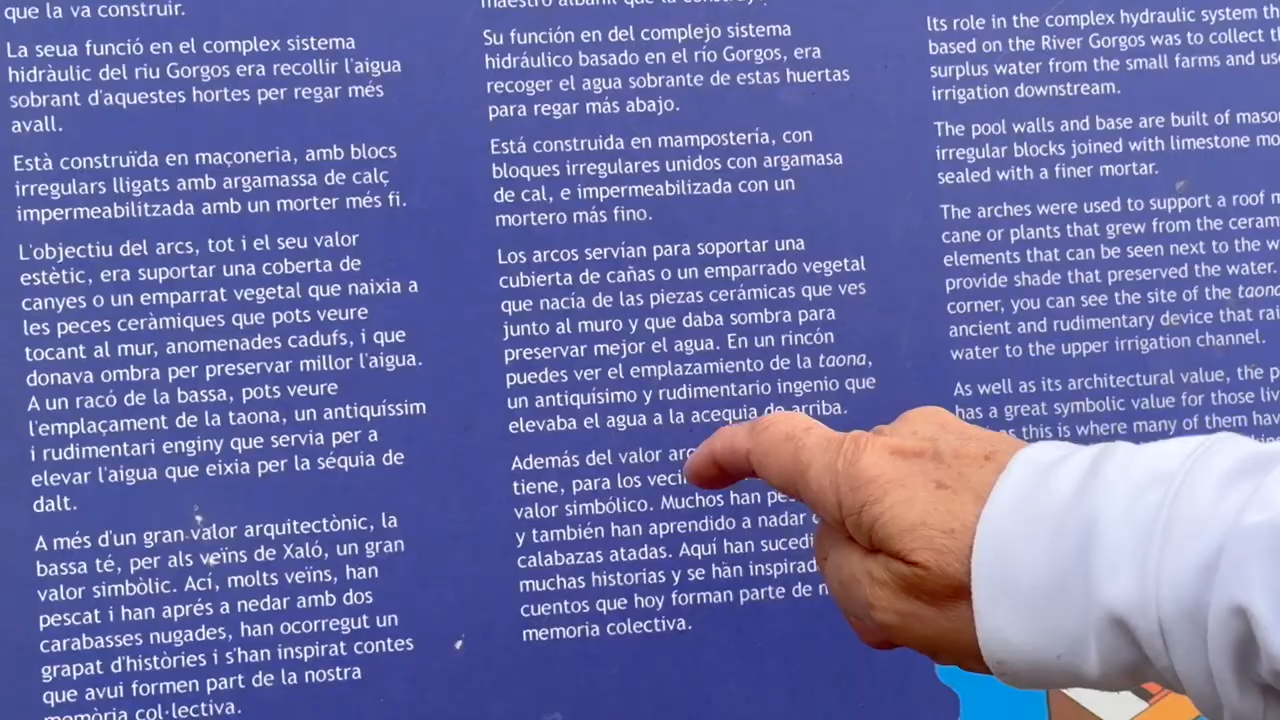 que la va construir.
La seua funció en el complex sistema
hidràulic del riu Gorgos era recollir l'aigua
sobrant d'aquestes hortes per regar més
avall.
Està construïda en maçoneria, amb blocs
irregulars lligats amb argamassa de calç
impermeabilitzada amb un morter més fi.
L'objectiu del arcs, tot i el seu valor
estètic, era suportar una coberta de
canyes o un emparrat vegetal que naixia a
les peces ceràmiques que pots veure
tocant al mur, anomenades cadufs, i que
donava ombra per preservar millor l'aigua.
A un racó de la bassa, pots veure
l'emplaçament de la taona, un antiquíssim
i rudimentari enginy que servia per a
elevar l'aigua que eixia per la séquia de
dalt.
A més d'un gran valor arquitectònic, la
bassa té, per als veïns de Xaló, un gran
valor simbòlic. Ací, molts veïns, han
pescat i han aprés a nedar amb dos
carabasses nugades, han ocorregut un
grapat d'històries i s'han inspirat contes
que avui formen part de la nostra
memòria col·lectiva.
maestro albañil que la
Su función en del complejo sistema
hidráulico basado en el río Gorgos, era
recoger el agua sobrante de estas huertas
para regar más abajo.
Está construida en mampostería, con
bloques irregulares unidos con argamasa
de cal, e impermeabilizada con un
mortero más fino.
Los arcos servían para soportar una
cubierta de cañas o un emparrado vegetal
que nacía de las piezas cerámicas que ves
junto al muro y que daba sombra para
preservar mejor el agua. En un rincón
puedes ver el emplazamiento de la taona,
un antiquísimo y rudimentario ingenio que
elevaba el agua a la acequia de arriba.
Además del valor
tiene, para los
valor simbólico. Muchos han
y también han aprendido a nadar
calabazas atadas. Aquí han
muchas historias y se han
cuentos que hoy forman parte de
memoria colectiva.
Its role in the complex hydraulic system
based on the River Gorgos was to collect
surplus water from the small farms and
irrigation downstream.
The pool walls and base are built of
irregular blocks joined with limestone
sealed with a finer mortar.
The arches were used to support a roof
cane or plants that grew from the
elements that can be seen next to the
provide shade that preserved the water.
corner, you can see the site of the
ancient and rudimentary device that
water to the upper irrigation channel.
As well as its architectural value, the
has a great symbolic value for those
this is where many of them